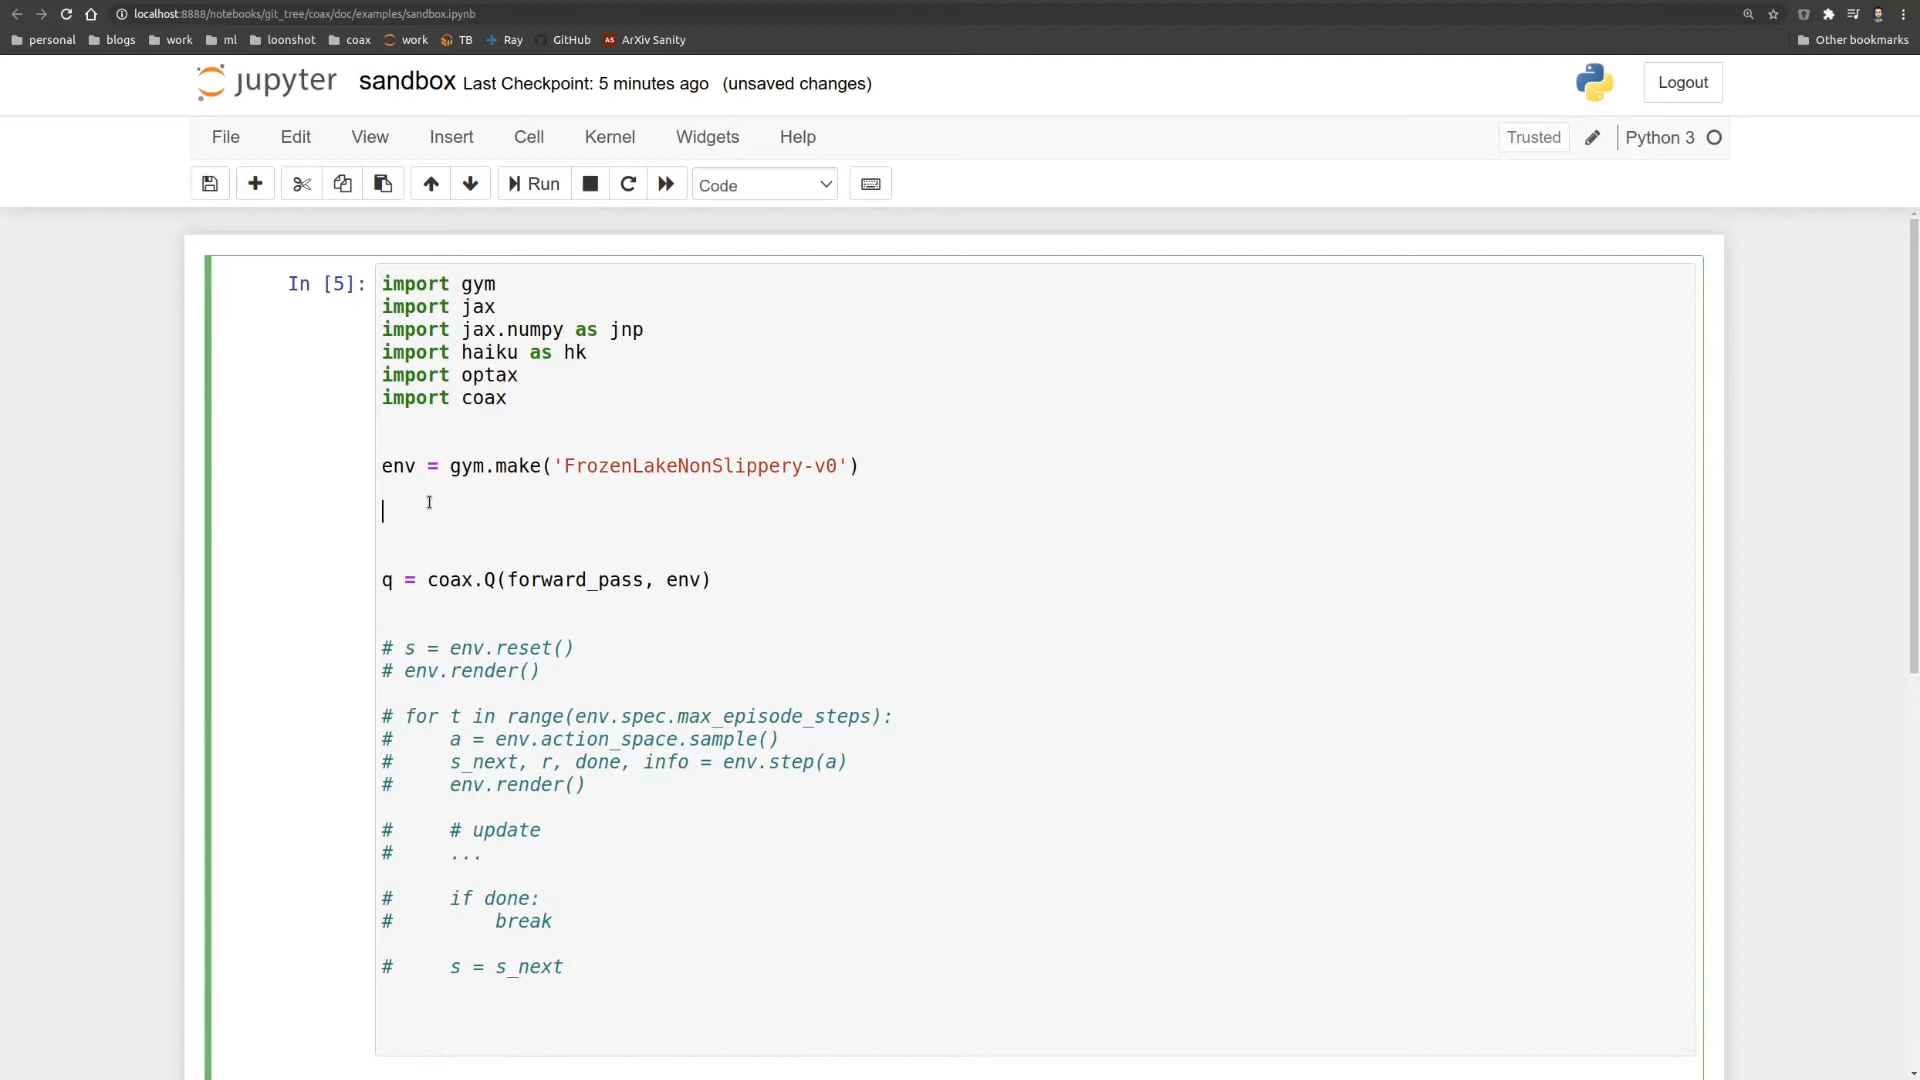 localhost:8888/notebooks/git_tree/coax/doc/examples/sandbox.ipynb
personal blogs work ml loonshot coax work TB Ray GitHub AS ArXiv Sanity Other bookmarks
jupyter sandbox Last Checkpoint: 5 minutes ago (unsaved changes) Logout
File Edit View Insert Cell Kernel Widgets Help Trusted Python 3
Run Code
In [5]: import gym
import jax
import jax.numpy as jnp
import haiku as hk
import optax
import coax
env = gym.make('FrozenLakeNonSlippery-v0')
q = coax.Q(forward_pass, env)
# s = env.reset()
# env.render()
# for t in range(env.spec.max_episode_steps):
#     a = env.action_space.sample()
#     s_next, r, done, info = env.step(a)
#     env.render()
#     # update
#     ...
#     if done:
#         break
#     s = s_next